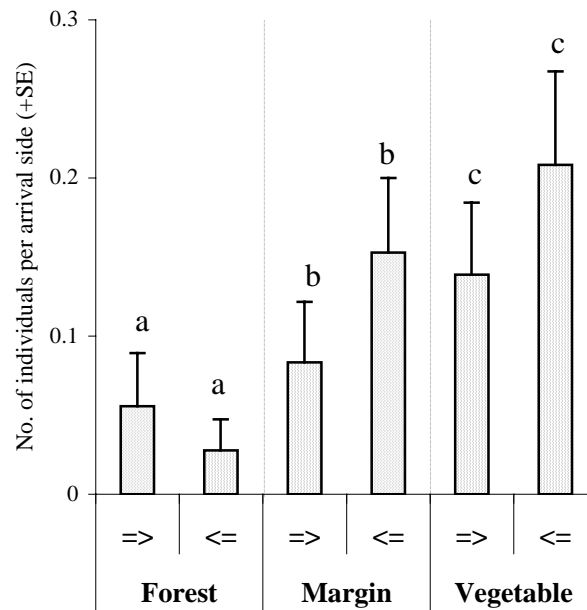 No. of individuals per arrival side (+SE)
0.3
0.2
0.1
0
a
a
b
b
c
c
=> <= => <= => <=
Forest Margin Vegetable